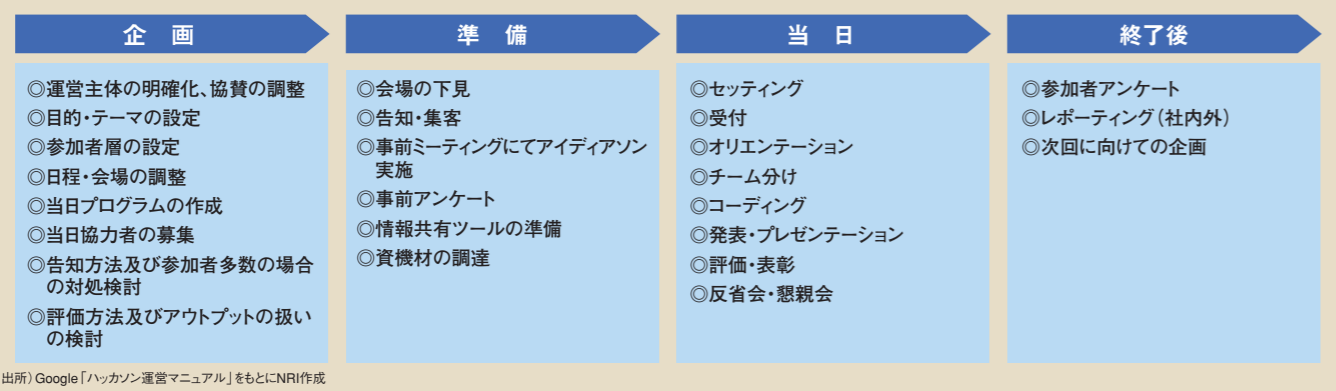 企 画
◎運営主体の明確化、協賛の調整
◎目的・テーマの設定
◎参加者層の設定
◎日程・会場の調整
◎当日プログラムの作成
◎当日協力者の募集
◎告知方法及び参加者多数の場合
の対処検討
◎評価方法及びアウトプットの扱い
の検討
準 備
◎会場の下見
◎告知・集客
◎事前ミーティングにてアイディアソン
実施
◎事前アンケート
◎情報共有ツールの準備
◎資機材の調達
当 日
◎セッティング
◎受付
◎オリエンテーション
◎チーム分け
◎コーディング
◎発表・プレゼンテーション
◎評価・表彰
◎反省会・懇親会
終了後
◎参加者アンケート
◎レポーティング（社内外）
◎次回に向けての企画
出所）Google「ハッカソン運営マニュアル」をもとにNRI作成